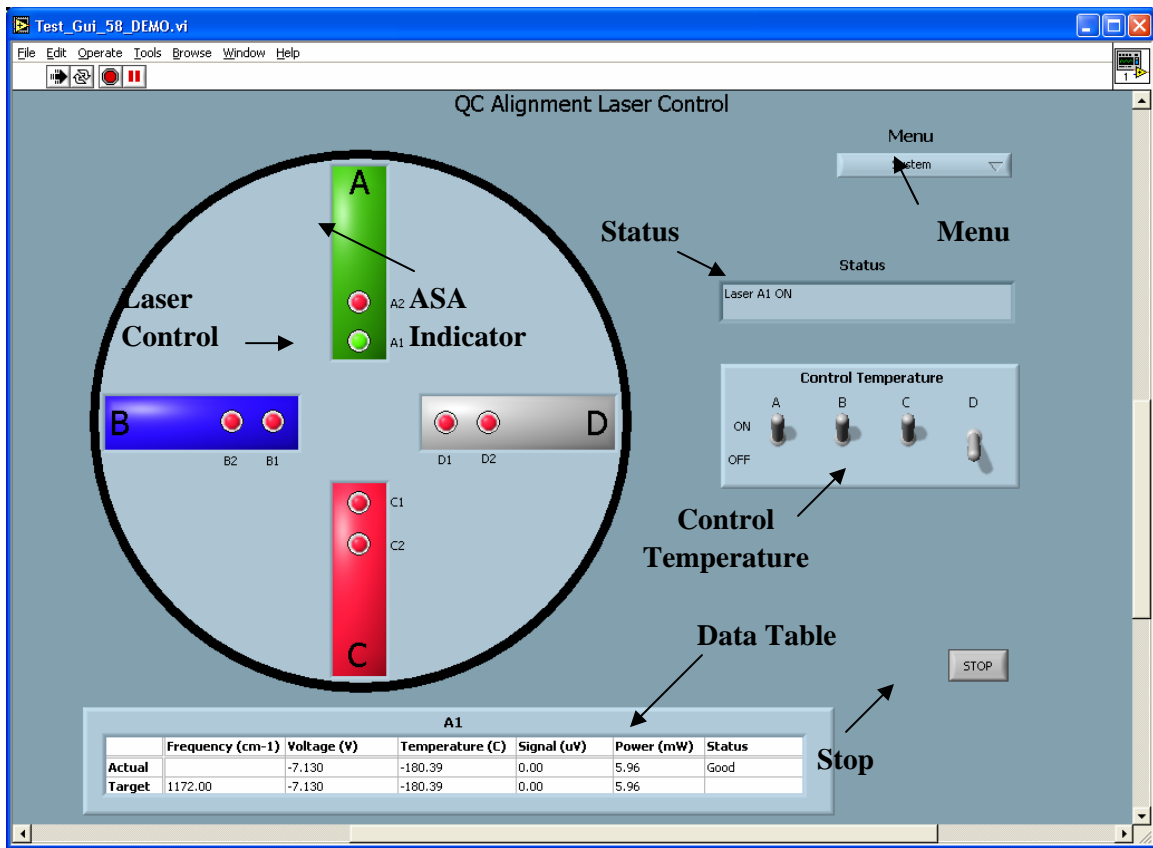 Test_Gui_58_DEMO.vi
File Edit Operate Tools Browse Window Help
1
QC Alignment Laser Control
Menu
System
Menu
Status
Status
Laser A1 ON
A
A2
A1
Laser
Control
ASA
Indicator
B
B2 B1
D
D1 D2
C1
C2
C
Control Temperature
A B C D
ON
OFF
Control
Temperature
Data Table
STOP
Stop
A1
Frequency (cm-1) Voltage (V) Temperature (C) Signal (uV) Power (mW) Status
Actual -7.130 -180.39 0.00 5.96 Good
Target 1172.00 -7.130 -180.39 0.00 5.96